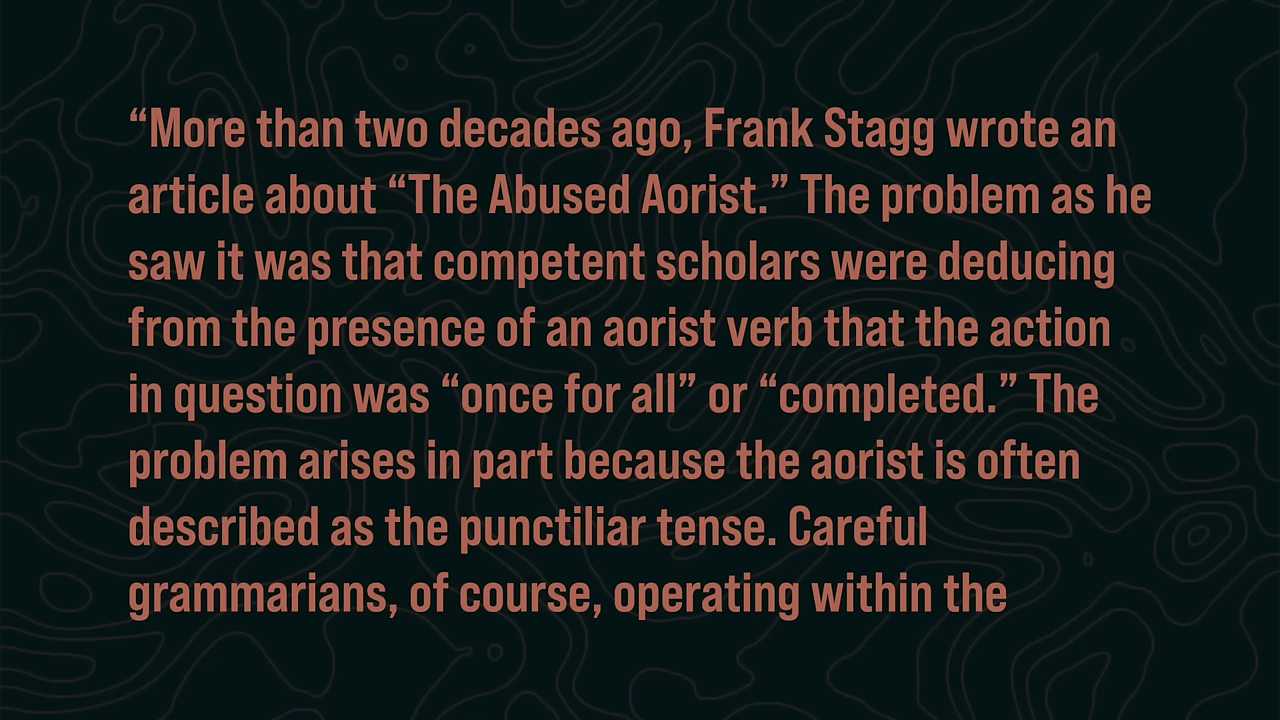 “More than two decades ago, Frank Stagg wrote an
article about “The Abused Aorist.” The problem as he
saw it was that competent scholars were deducing
from the presence of an aorist verb that the action
in question was “once for all” or “completed.” The
problem arises in part because the aorist is often
described as the punctiliar tense. Careful
grammarians, of course, operating within the